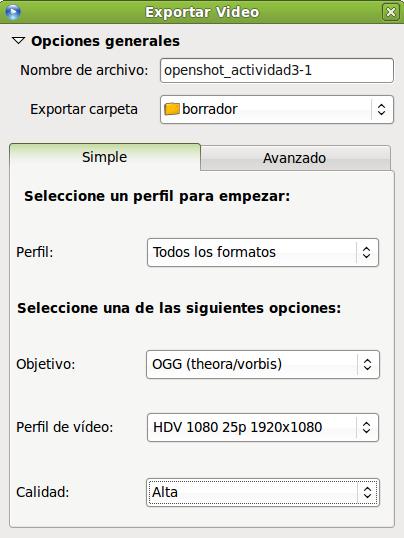 Exportar Video
Opciones generales
Nombre de archivo: openshot_actividad3-1
Exportar carpeta borrador
Simple Avanzado
Seleccione un perfil para empezar:
Perfil: Todos los formatos
Seleccione una de las siguientes opciones:
Objetivo: OGG (theora/vorbis)
Perfil de vídeo: HDV 1080 25p 1920x1080
Calidad: Alta